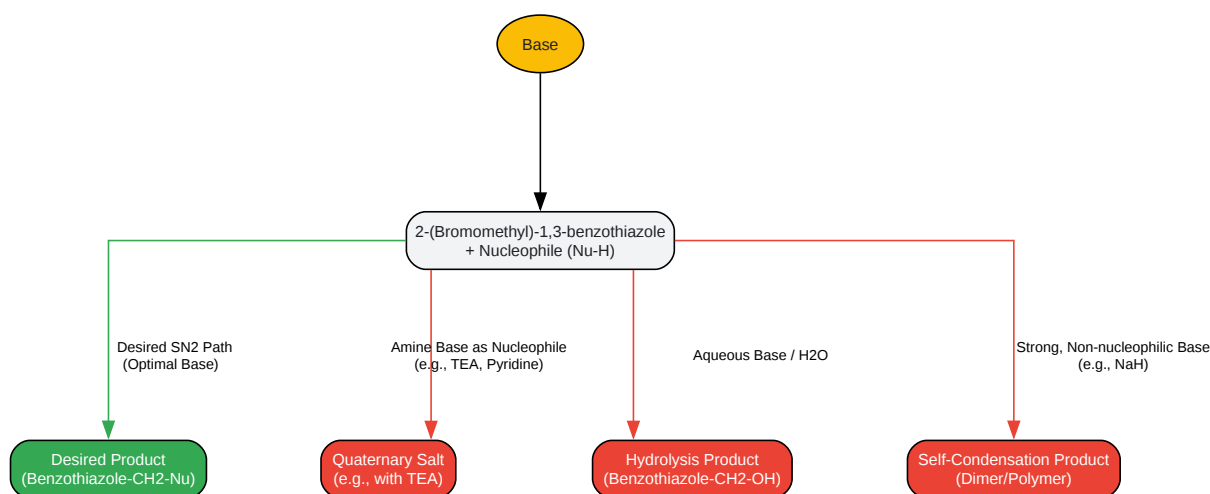 Base
2-(Bromomethyl)-1,3-benzothiazole
+ Nucleophile (Nu-H)
Desired SN2 Path
(Optimal Base)
Amine Base as Nucleophile
(e.g., TEA, Pyridine)
Aqueous Base / H2O
Strong, Non-nucleophilic Base
(e.g., NaH)
Desired Product
(Benzothiazole-CH2-Nu)
Quaternary Salt
(e.g., with TEA)
Hydrolysis Product
(Benzothiazole-CH2-OH)
Self-Condensation Product
(Dimer/Polymer)